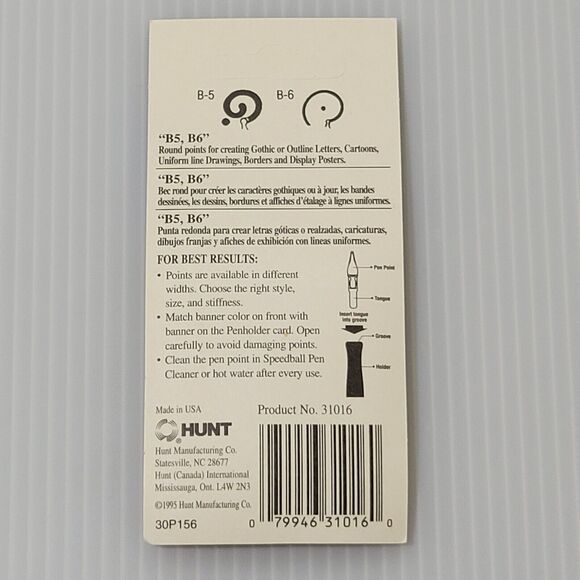 B-5 B-6
"B5, B6"
Round points for creating Gothic or Outline Letters, Cartoons,
Uniform line Drawings, Borders and Display Posters.
"B5, B6"
Bec rond pour créer les caractères gothiques ou à jour, les bandes
dessinées, les dessins, bordures et affiches d'étalage à lignes uniformes.
"B5, B6"
Punta redonda para crear letras góticas o realzadas, caricaturas,
dibujos franjas y afiches de exhibición con lineas uniformes.
FOR BEST RESULTS:
• Points are available in different
widths. Choose the right style,
size, and stiffness.
• Match banner color on front with
banner on the Penholder card. Open
carefully to avoid damaging points.
• Clean the pen point in Speedball Pen
Cleaner or hot water after every use.
Pen Point
Tongue
Insert tongue
into groove
Groove
Holder
Made in USA
HUNT
®
Hunt Manufacturing Co.
Statesville, NC 28677
Hunt (Canada) International
Mississauga, Ont. L4W 2N3
©1995 Hunt Manufacturing Co.
30P156
Product No. 31016
0 79946 31016 0